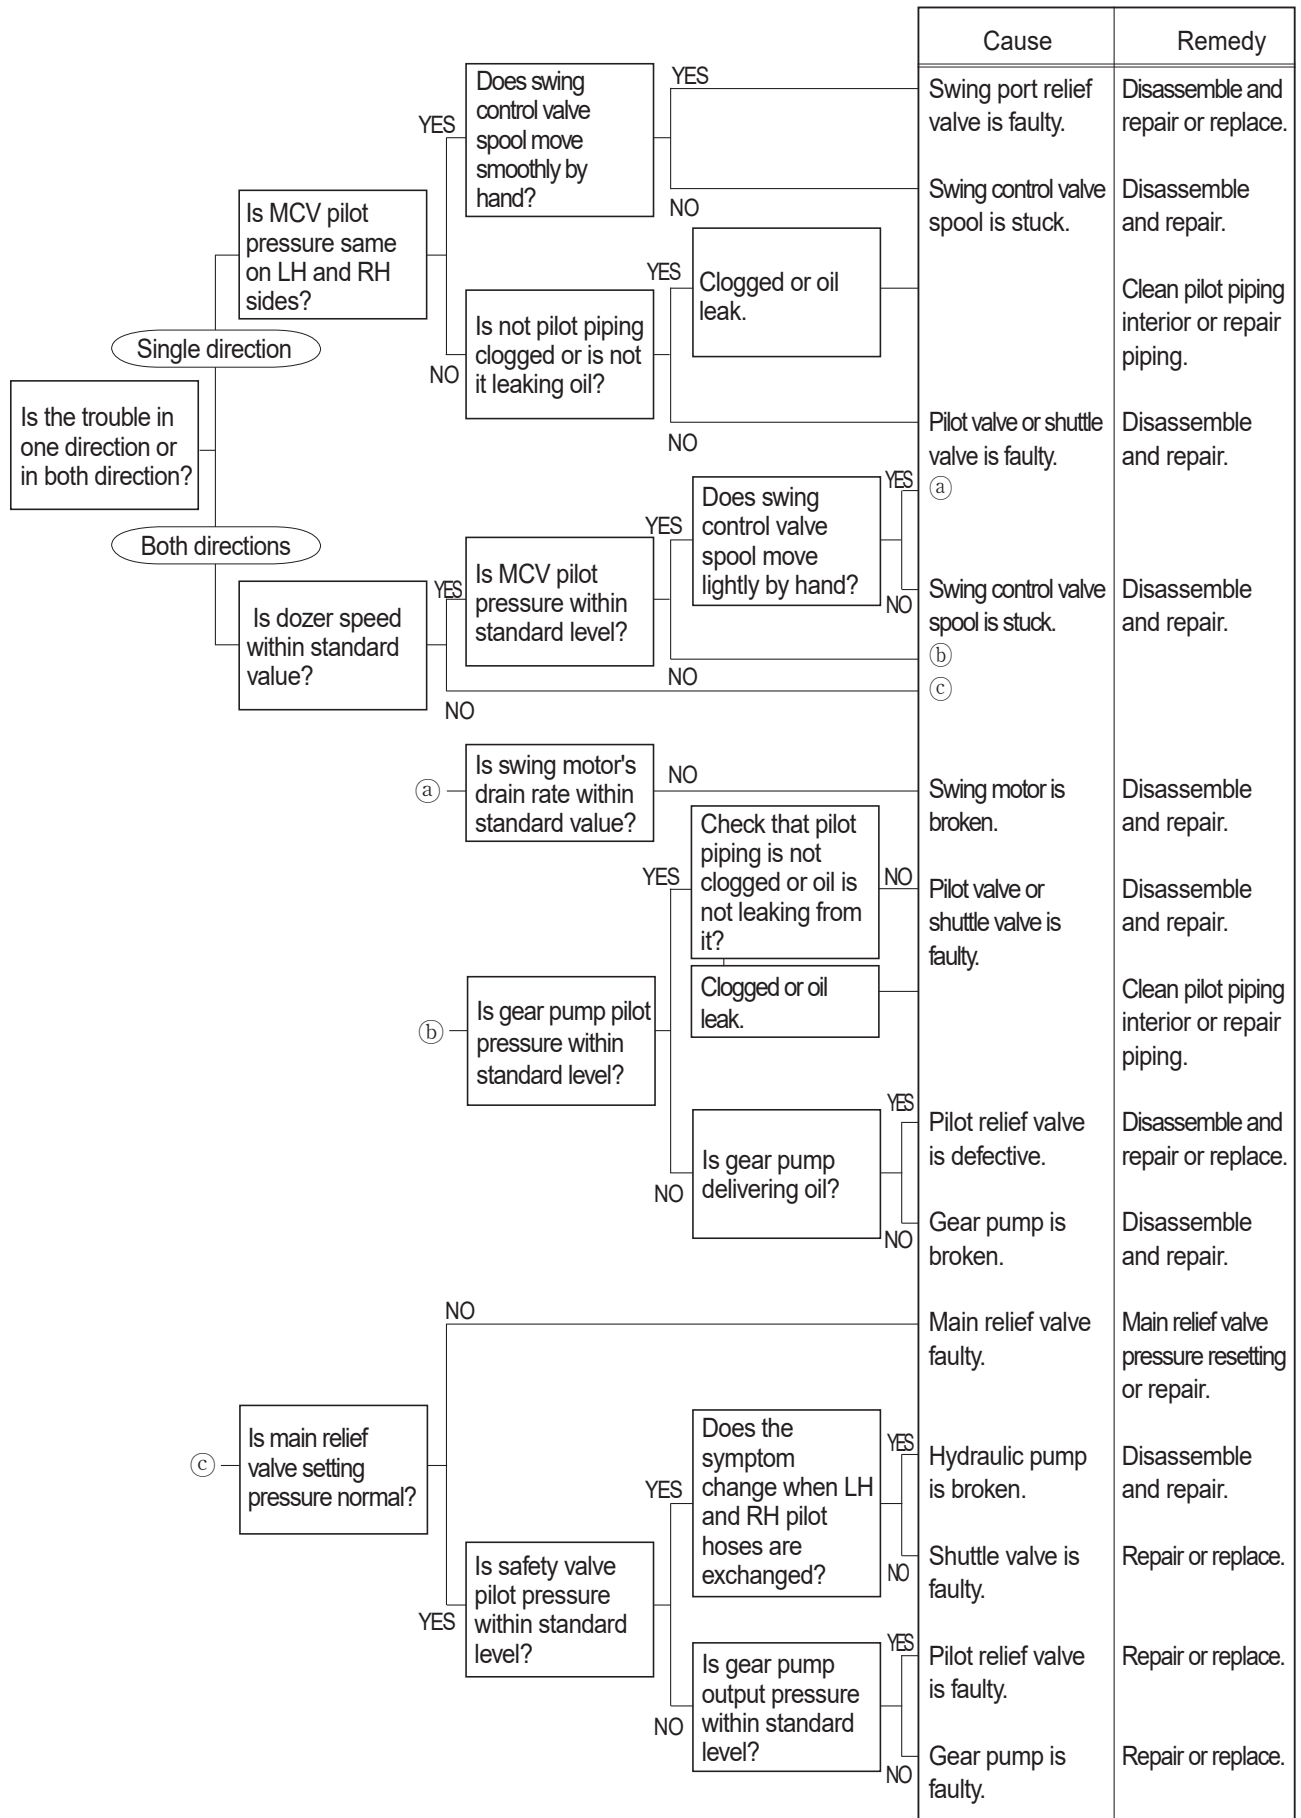 Cause
Remedy
Is the trouble in
one direction or
in both direction?
Single direction
Is MCV pilot
pressure same
on LH and RH
sides?
YES
Does swing
control valve
spool move
smoothly by
hand?
YES
Swing port relief
valve is faulty.
Disassemble and
repair or replace.
NO
Swing control valve
spool is stuck.
Disassemble
and repair.
NO
Is not pilot piping
clogged or is not
it leaking oil?
YES
Clogged or oil
leak.
Clean pilot piping
interior or repair
piping.
NO
Pilot valve or shuttle
valve is faulty.
Disassemble
and repair.
Both directions
Is dozer speed
within standard
value?
YES
Is MCV pilot
pressure within
standard level?
YES
Does swing
control valve
spool move
lightly by hand?
YES
ⓐ
NO
Swing control valve
spool is stuck.
Disassemble
and repair.
NO
ⓑ
NO
ⓒ
ⓐ
Is swing motor's
drain rate within
standard value?
NO
Swing motor is
broken.
Disassemble
and repair.
ⓑ
Is gear pump pilot
pressure within
standard level?
YES
Check that pilot
piping is not
clogged or oil is
not leaking from
it?
NO
Pilot valve or
shuttle valve is
faulty.
Disassemble
and repair.
Clogged or oil
leak.
Clean pilot piping
interior or repair
piping.
NO
Is gear pump
delivering oil?
YES
Pilot relief valve
is defective.
Disassemble and
repair or replace.
NO
Gear pump is
broken.
Disassemble
and repair.
ⓒ
Is main relief
valve setting
pressure normal?
NO
Main relief valve
faulty.
Main relief valve
pressure resetting
or repair.
YES
Is safety valve
pilot pressure
within standard
level?
YES
Does the
symptom
change when LH
and RH pilot
hoses are
exchanged?
YES
Hydraulic pump
is broken.
Disassemble
and repair.
NO
Shuttle valve is
faulty.
Repair or replace.
NO
Is gear pump
output pressure
within standard
level?
YES
Pilot relief valve
is faulty.
Repair or replace.
NO
Gear pump is
faulty.
Repair or replace.